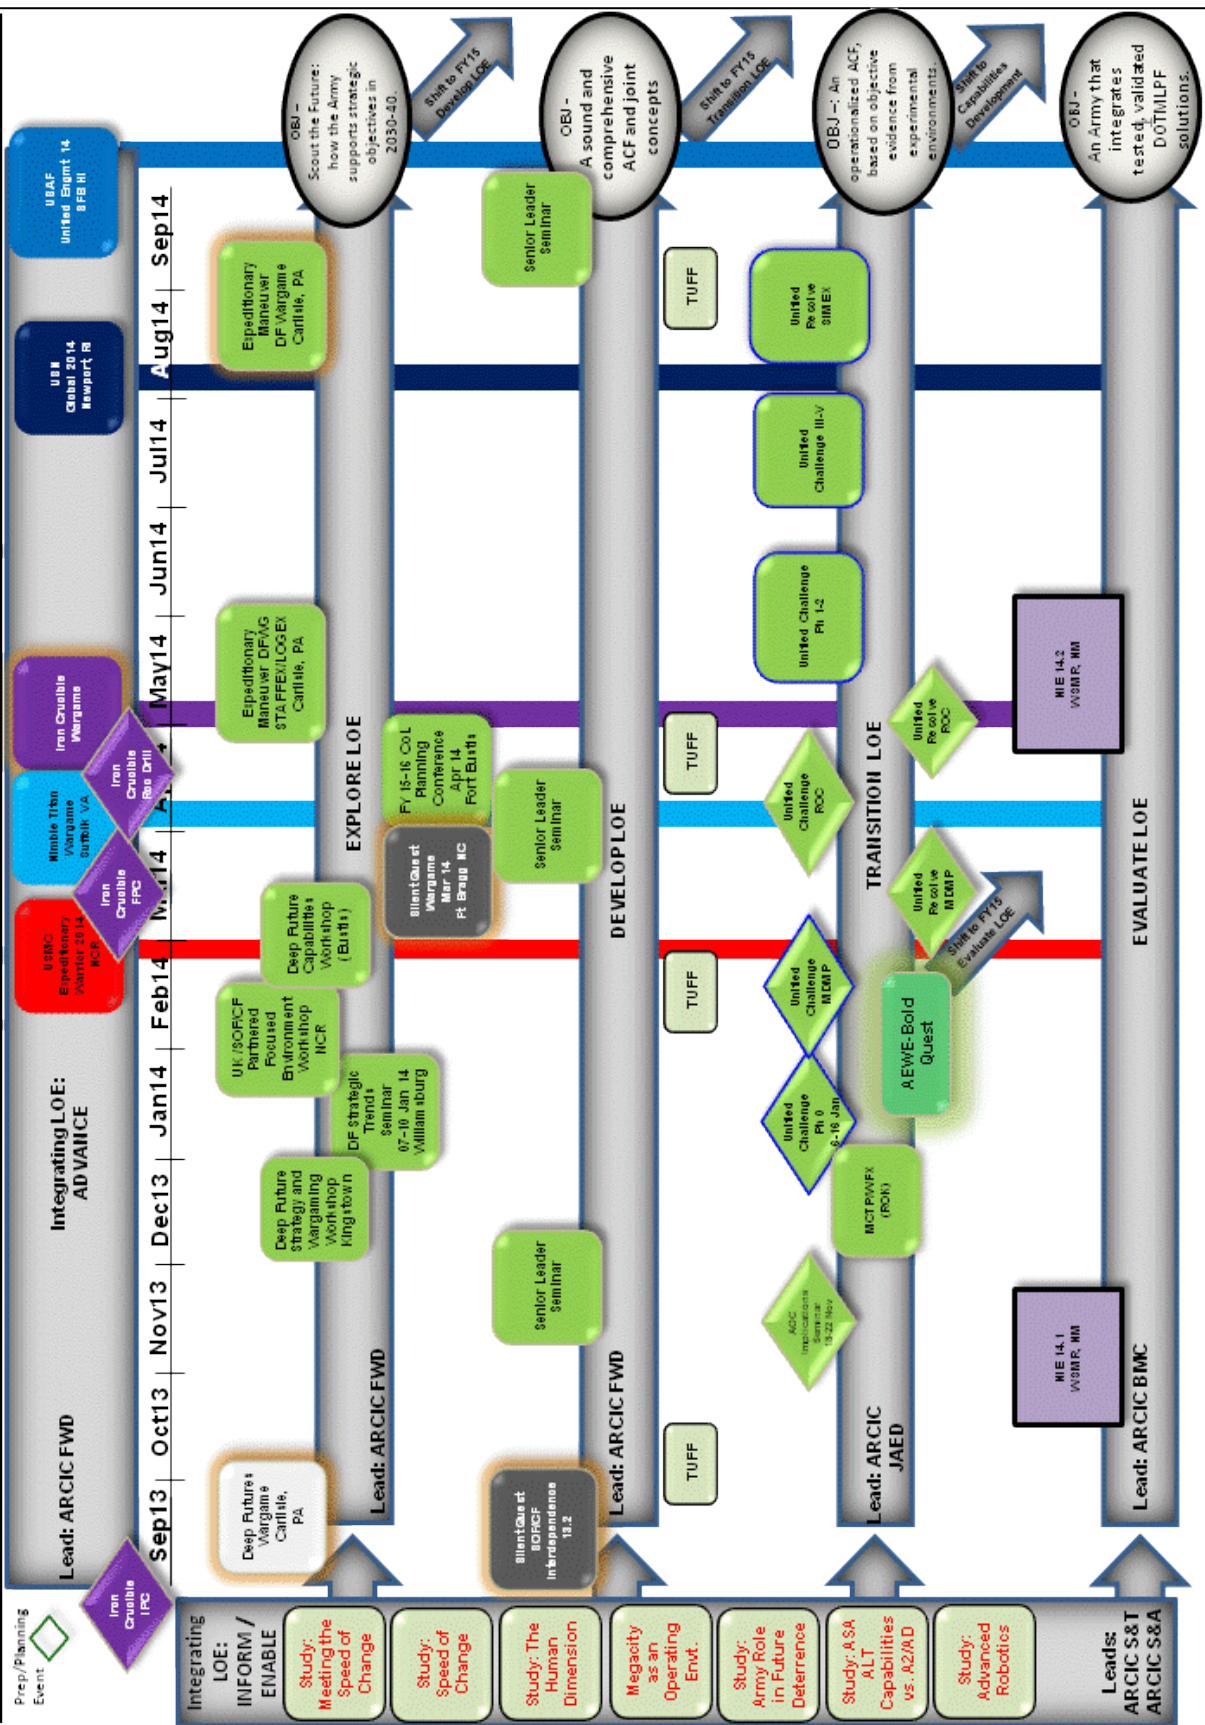 Prep/Planning
Event
Lead: ARCIC FWD
Integrating LOE:
ADVANCE
Iron
Crucible
IPC
USMC
Expeditionary
Warrior 2014
NCR
Iron
Crucible
FPC
Nimble Titan
Wargame
Suffolk VA
Iron
Crucible
Roc Drill
Iron Crucible
Wargame
USN
Global 2014
Newport, RI
USAF
Unified Engmt 14
SFB HI
Sep13
Oct13
Nov13
Dec13
Jan14
Feb14
May14
Jun14
Jul14
Aug14
Sep14
Integrating
LOE:
INFORM /
ENABLE
Study:
Meeting the
Speed of
Change
Study:
Speed of
Change
Study: The
Human
Dimension
Megacity
as an
Operating
Envt.
Study:
Army Role
in Future
Deterrence
Study: ASA
ALT
Capabilities
vs. A2/AD
Study:
Advanced
Robotics
Leads:
ARCIC S&T
ARCIC S&A
Deep Futures
Wargame
Carlisle,
PA
Deep Future
Strategy and
Wargaming
Workshop
Kingstown
DF Strategic
Trends
Seminar
07-10 Jan 14
Williamsburg
UK/SOF/CF
Partnered
Focused
Environment
Workshop
NCR
Deep Future
Capabilities
Workshop
(Eustis)
Expeditionary
Maneuver DFWG
STAFFEX/LOGEX
Carlisle, PA
Expeditionary
Maneuver
DF Wargame
Carlisle, PA
Lead: ARCIC FWD
EXPLORE LOE
OBJ –
Scout the Future:
how the Army
supports strategic
objectives in
2030-40.
Shift to FY15
Develop LOE
Silent Quest
Wargame
Mar 14
Ft Bragg NC
FY 15-16 CoL
Planning
Conference
Apr 14
Fort Eustis
Silent Quest
SOF/CF
Interdependence
13.2
Senior Leader
Seminar
Senior Leader
Seminar
Senior Leader
Seminar
Lead: ARCIC FWD
DEVELOP LOE
OBJ –
A sound and
comprehensive
ACF and joint
concepts
Shift to FY15
Transition LOE
TUFF
TUFF
TUFF
TUFF
AOC
Implications
Seminar
18-22 Nov
Unified
Challenge
Ph 0
6-16 Jan
Unified
Challenge
MDMP
Unified
Challenge
ROC
Unified Challenge
Ph 1-2
Unified
Challenge III-V
Unified
Resolve
SIMEX
Lead: ARCIC
JAED
TRANSITION LOE
MCTP/WFX
(ROK)
AEWE-Bold
Quest
Unified
Resolve
MDMP
Unified
Resolve
ROC
Shift to FY15
Evaluate LOE
OBJ –: An
operationalized ACF,
based on objective
evidence from
experimental
environments.
Shift to
Capabilities
Development
NIE 14.1
WSMR, NM
NIE 14.2
WSMR, NM
Lead: ARCIC BMC
EVALUATE LOE
OBJ –
An Army that
integrates
tested, validated
DOTMLPF
solutions.